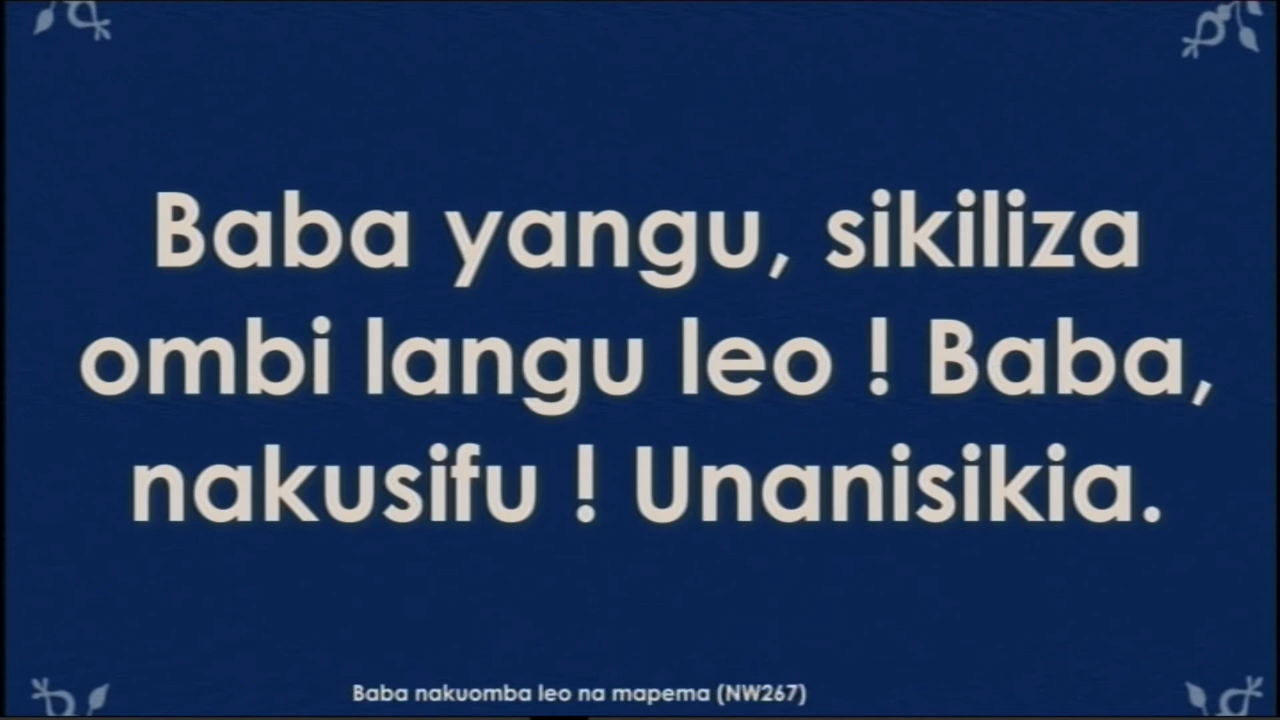 Baba yangu, sikiliza
ombi langu leo ! Baba,
nakusifu ! Unanisikia.
Baba nakuomba leo na mapema (NW267)